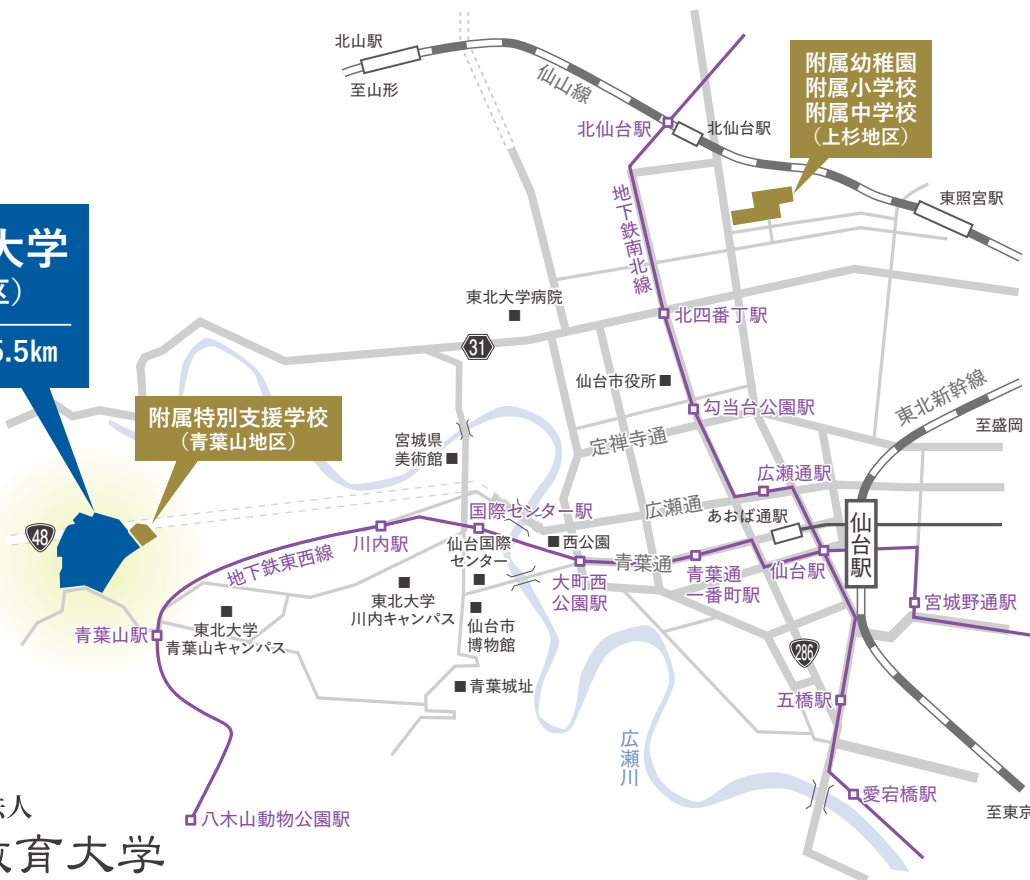 北山駅
至山形
仙山線
北仙台駅
北仙台駅
附属幼稚園
附属小学校
附属中学校
(上杉地区)
東照宮駅
地下鉄南北線
大学
区)
5.5km
東北大学病院
北四番丁駅
31
仙台市役所
勾当台公園駅
東北新幹線
至盛岡
附属特別支援学校
(青葉山地区)
宮城県
美術館
定禅寺通
広瀬通駅
広瀬通
あおば通駅
国際センター駅
48
川内駅
仙台国際
センター
西公園
青葉通
仙台駅
仙台駅
地下鉄東西線
大町西
公園駅
青葉通
一番町駅
宮城野通駅
東北大学
川内キャンパス
仙台市
博物館
青葉山駅
東北大学
青葉山キャンパス
286
青葉城址
五橋駅
広瀬川
愛宕橋駅
八木山動物公園駅
至東京
法人
教育大学